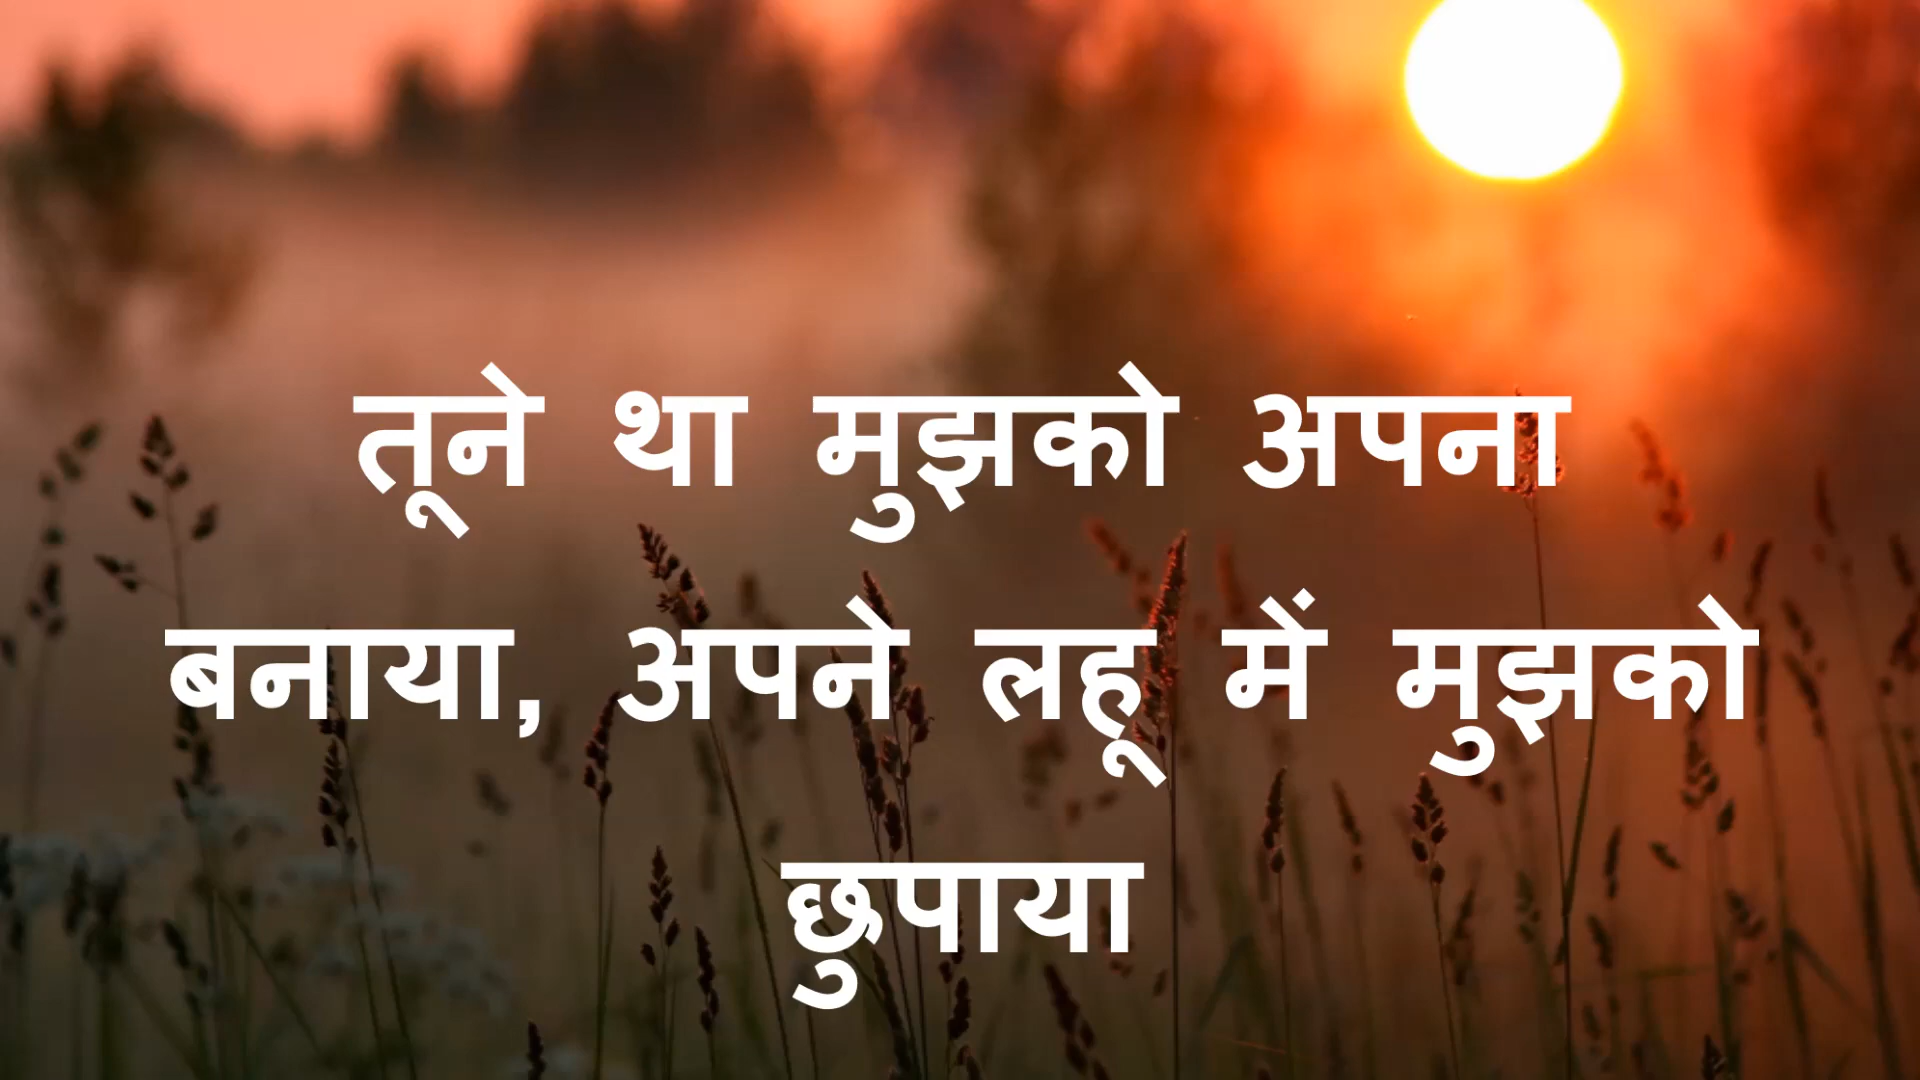 तूने था मुझको अपना
बनाया, अपने लहू में मुझको
छुपाया